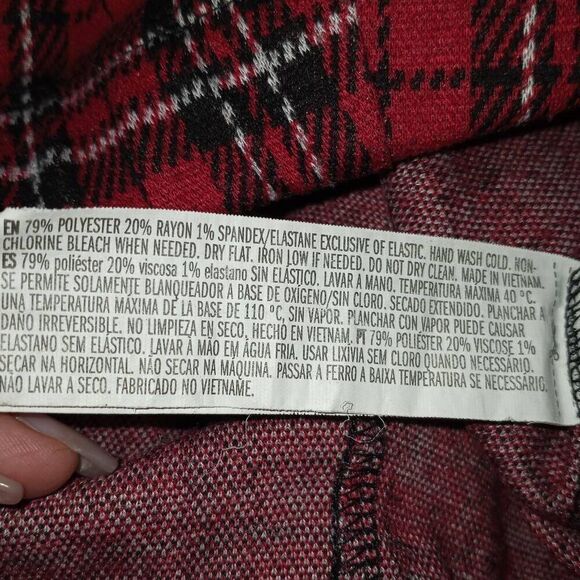 EN 79% POLYESTER 20% RAYON 1% SPANDEX/ELASTANE EXCLUSIVE OF ELASTIC. HAND WASH COLD. NON-
CHLORINE BLEACH WHEN NEEDED. DRY FLAT. IRON LOW IF NEEDED. DO NOT DRY CLEAN. MADE IN VIETNAM.
ES 79% poliéster 20% viscosa 1% elastano SIN ELÁSTICO. LAVAR A MANO. TEMPERATURA MÁXIMA 40 °C.
SE PERMITE SOLAMENTE BLANQUEADOR A BASE DE OXÍGENO/SIN CLORO. SECADO EXTENDIDO. PLANCHAR A
UNA TEMPERATURA MÁXIMA DE LA BASE DE 110 °C, SIN VAPOR. PLANCHAR CON VAPOR PUEDE CAUSAR
DAÑO IRREVERSIBLE. NO LIMPIEZA EN SECO. HECHO EN VIETNAM. PT 79% POLIÉSTER 20% VISCOSE 1%
ELASTANO SEM ELÁSTICO. LAVAR À MÃO EM ÁGUA FRIA. USAR LIXIVIA SEM CLORO QUANDO NECESSÁRIO.
SECAR NA HORIZONTAL. NÃO SECAR NA MÁQUINA. PASSAR A FERRO A BAIXA TEMPERATURA SE NECESSÁRIO.
NÃO LAVAR A SECO. FABRICADO NO VIETNAME.